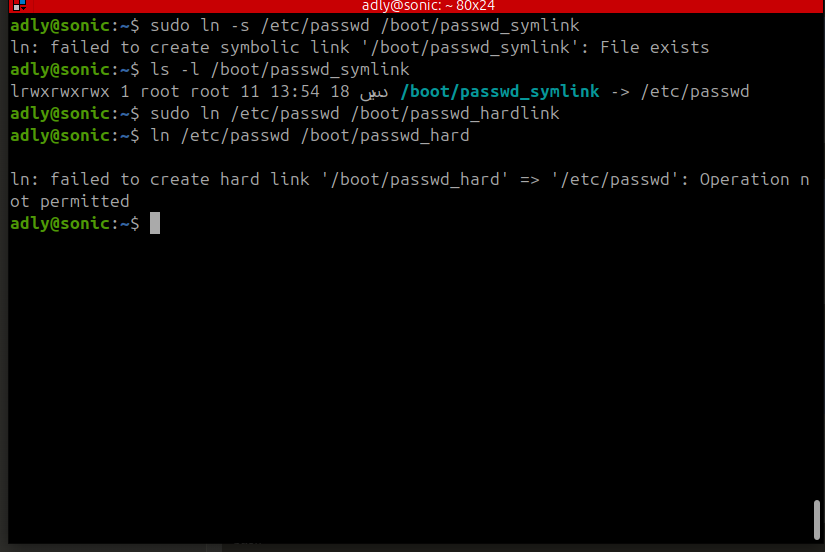 adly@sonic: ~ 80x24
adly@sonic:~$ sudo ln -s /etc/passwd /boot/passwd_symlink
ln: failed to create symbolic link '/boot/passwd_symlink': File exists
adly@sonic:~$ ls -l /boot/passwd_symlink
lrwxrwxrwx 1 root root 11 13:54 18 /boot/passwd_symlink -> /etc/passwd
adly@sonic:~$ sudo ln /etc/passwd /boot/passwd_hardlink
adly@sonic:~$ ln /etc/passwd /boot/passwd_hard
ln: failed to create hard link '/boot/passwd_hard' => '/etc/passwd': Operation n
ot permitted
adly@sonic:~$